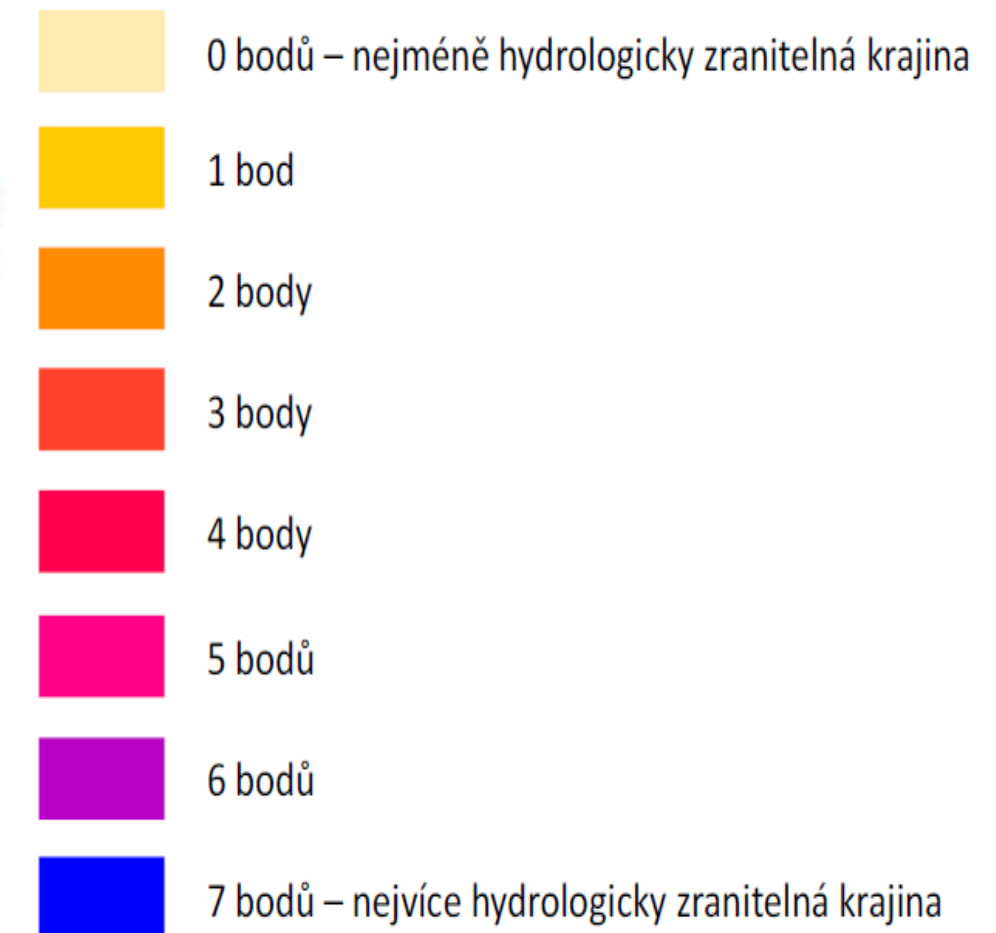 0 bodů – nejméně hydrologicky zranitelná krajina
1 bod
2 body
3 body
4 body
5 bodů
6 bodů
7 bodů – nejvíce hydrologicky zranitelná krajina